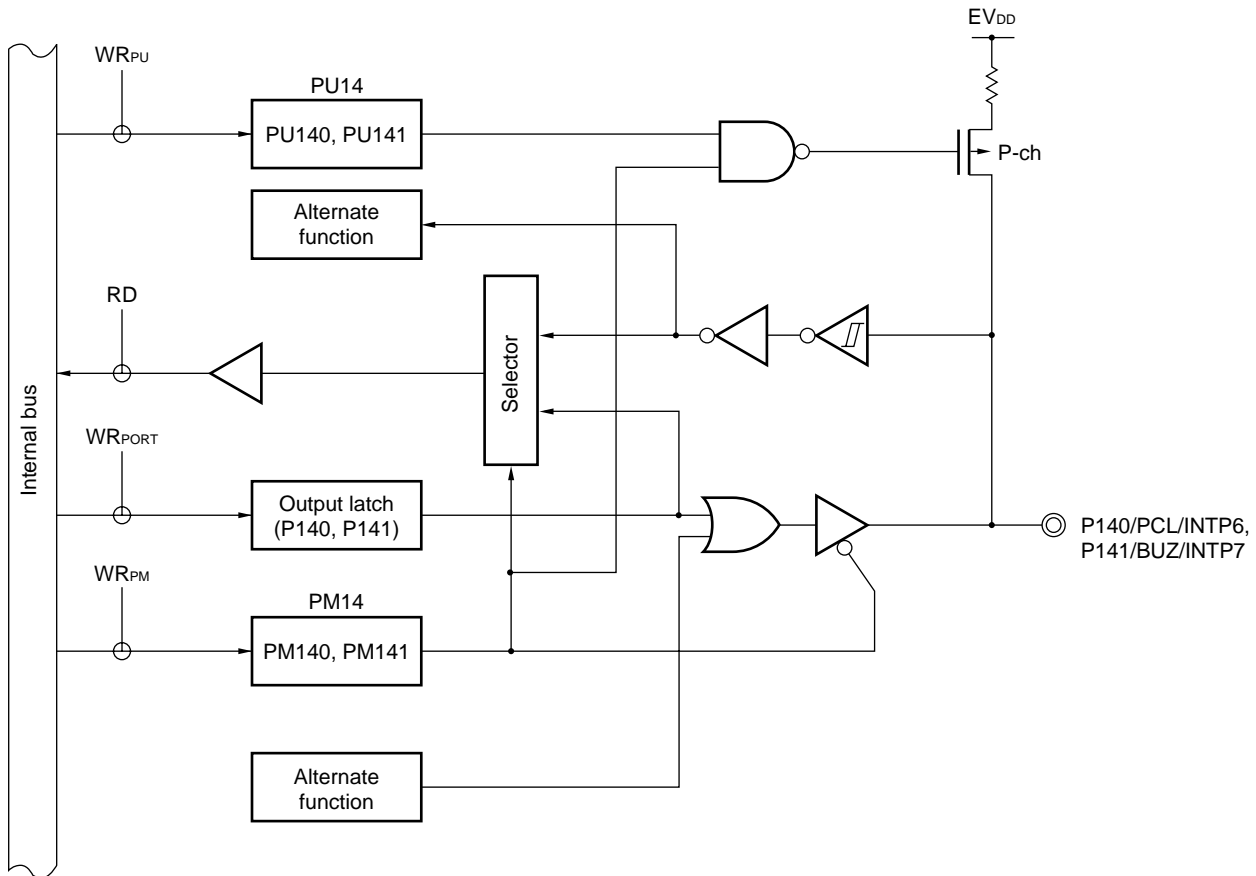 EVDD
WRPU
PU14
PU140, PU141
P-ch
Alternate
function
RD
Selector
Internal bus
WRPORT
Output latch
(P140, P141)
P140/PCL/INTP6,
P141/BUZ/INTP7
WRPM
PM14
PM140, PM141
Alternate
function